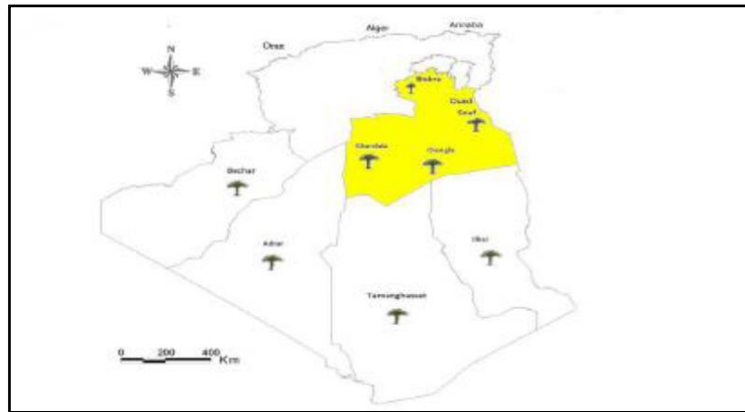 Annaba
Alger
Oran
N
W E
S
Biskra
Oued
Souf
Ghardaia
Ouargla
Bechar
Adrar
Illizi
Tamanghasset
0 200 400
Km